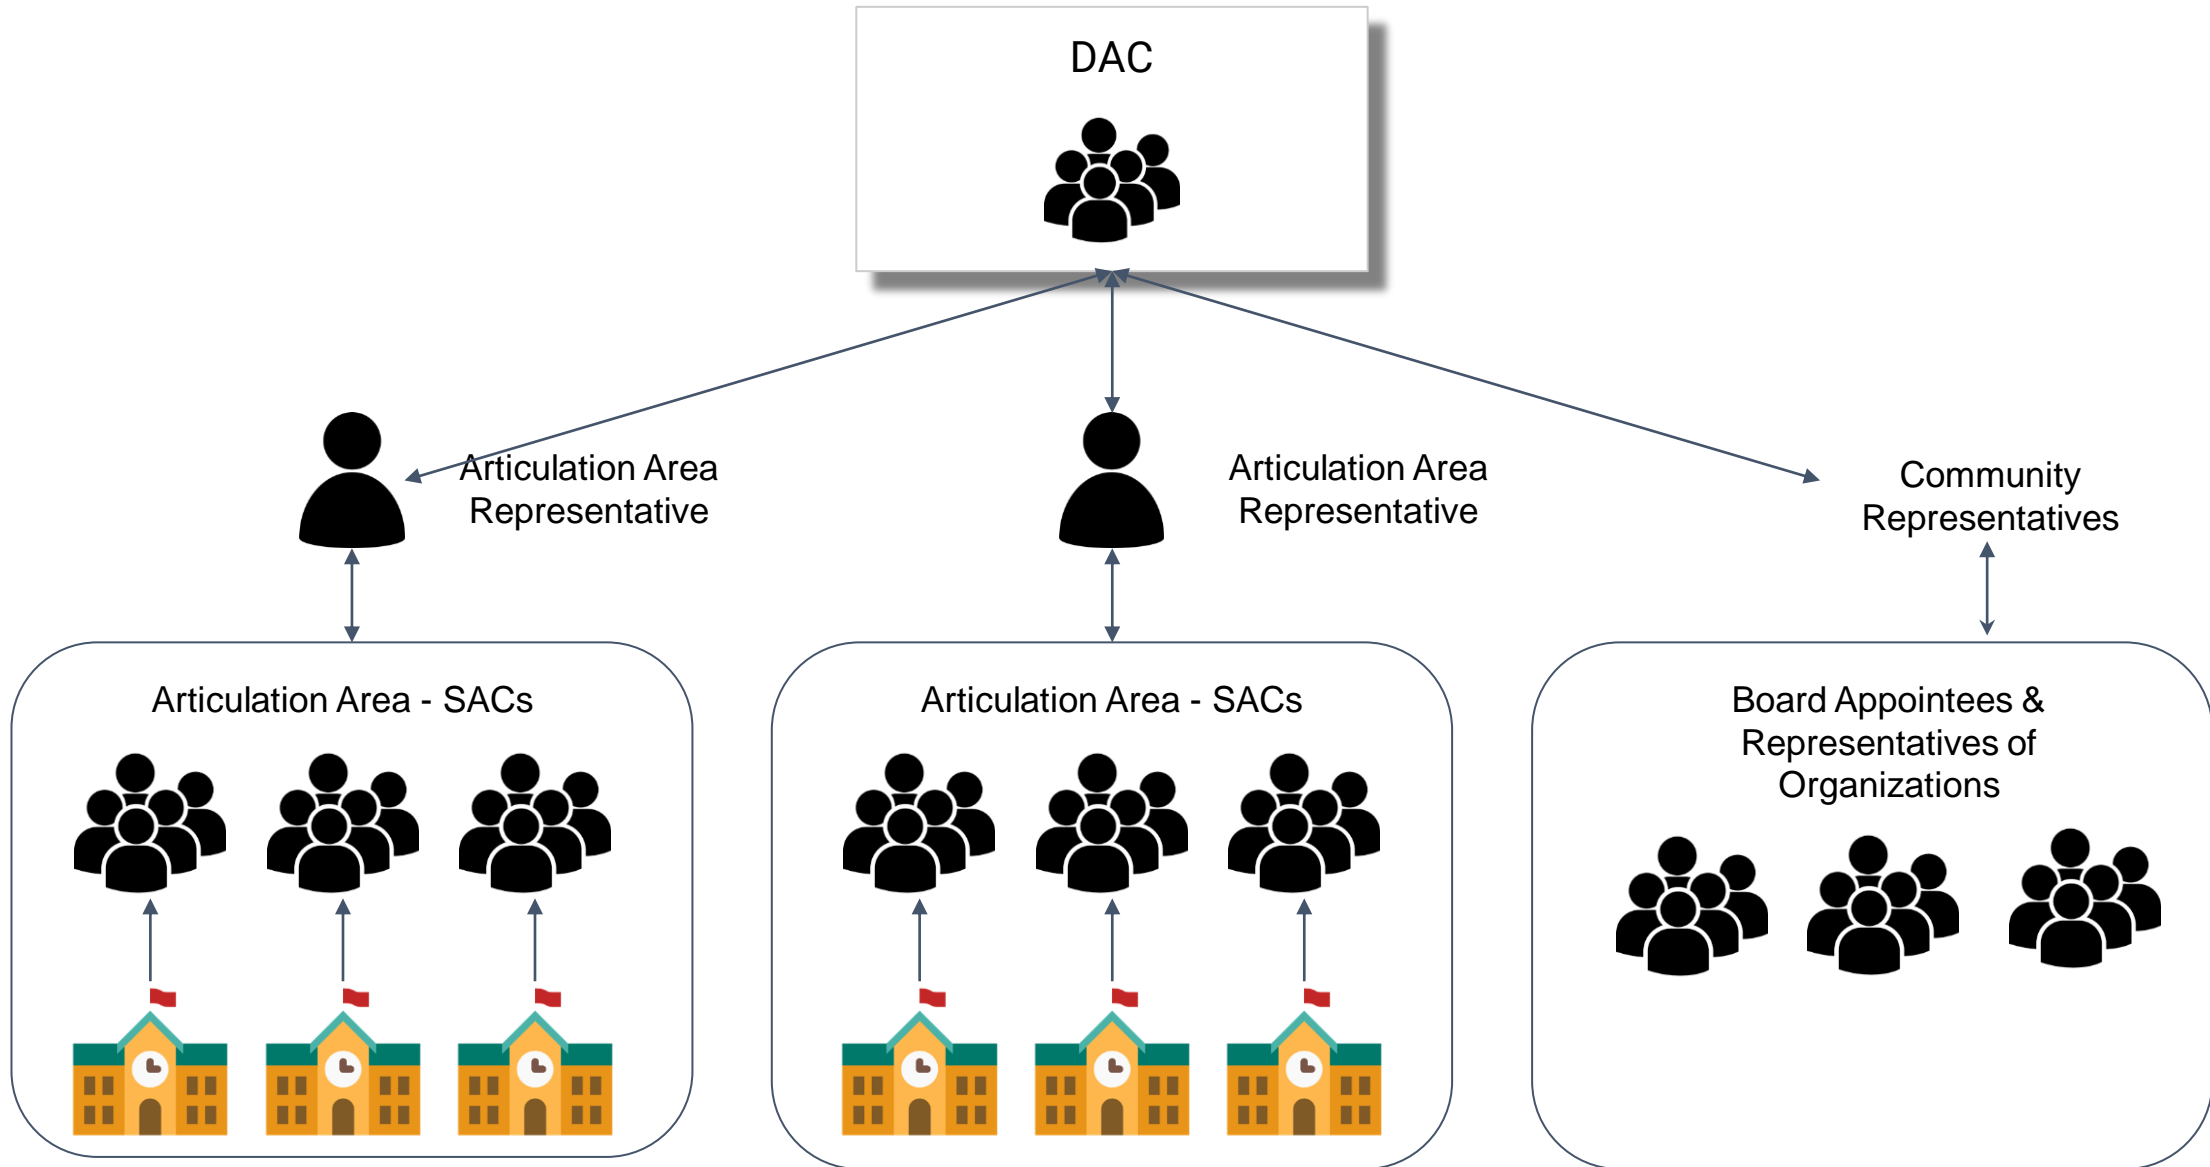 DAC
Articulation Area
Representative
Articulation Area
Representative
Community
Representatives
Articulation Area - SACs
Articulation Area - SACs
Board Appointees &
Representatives of
Organizations